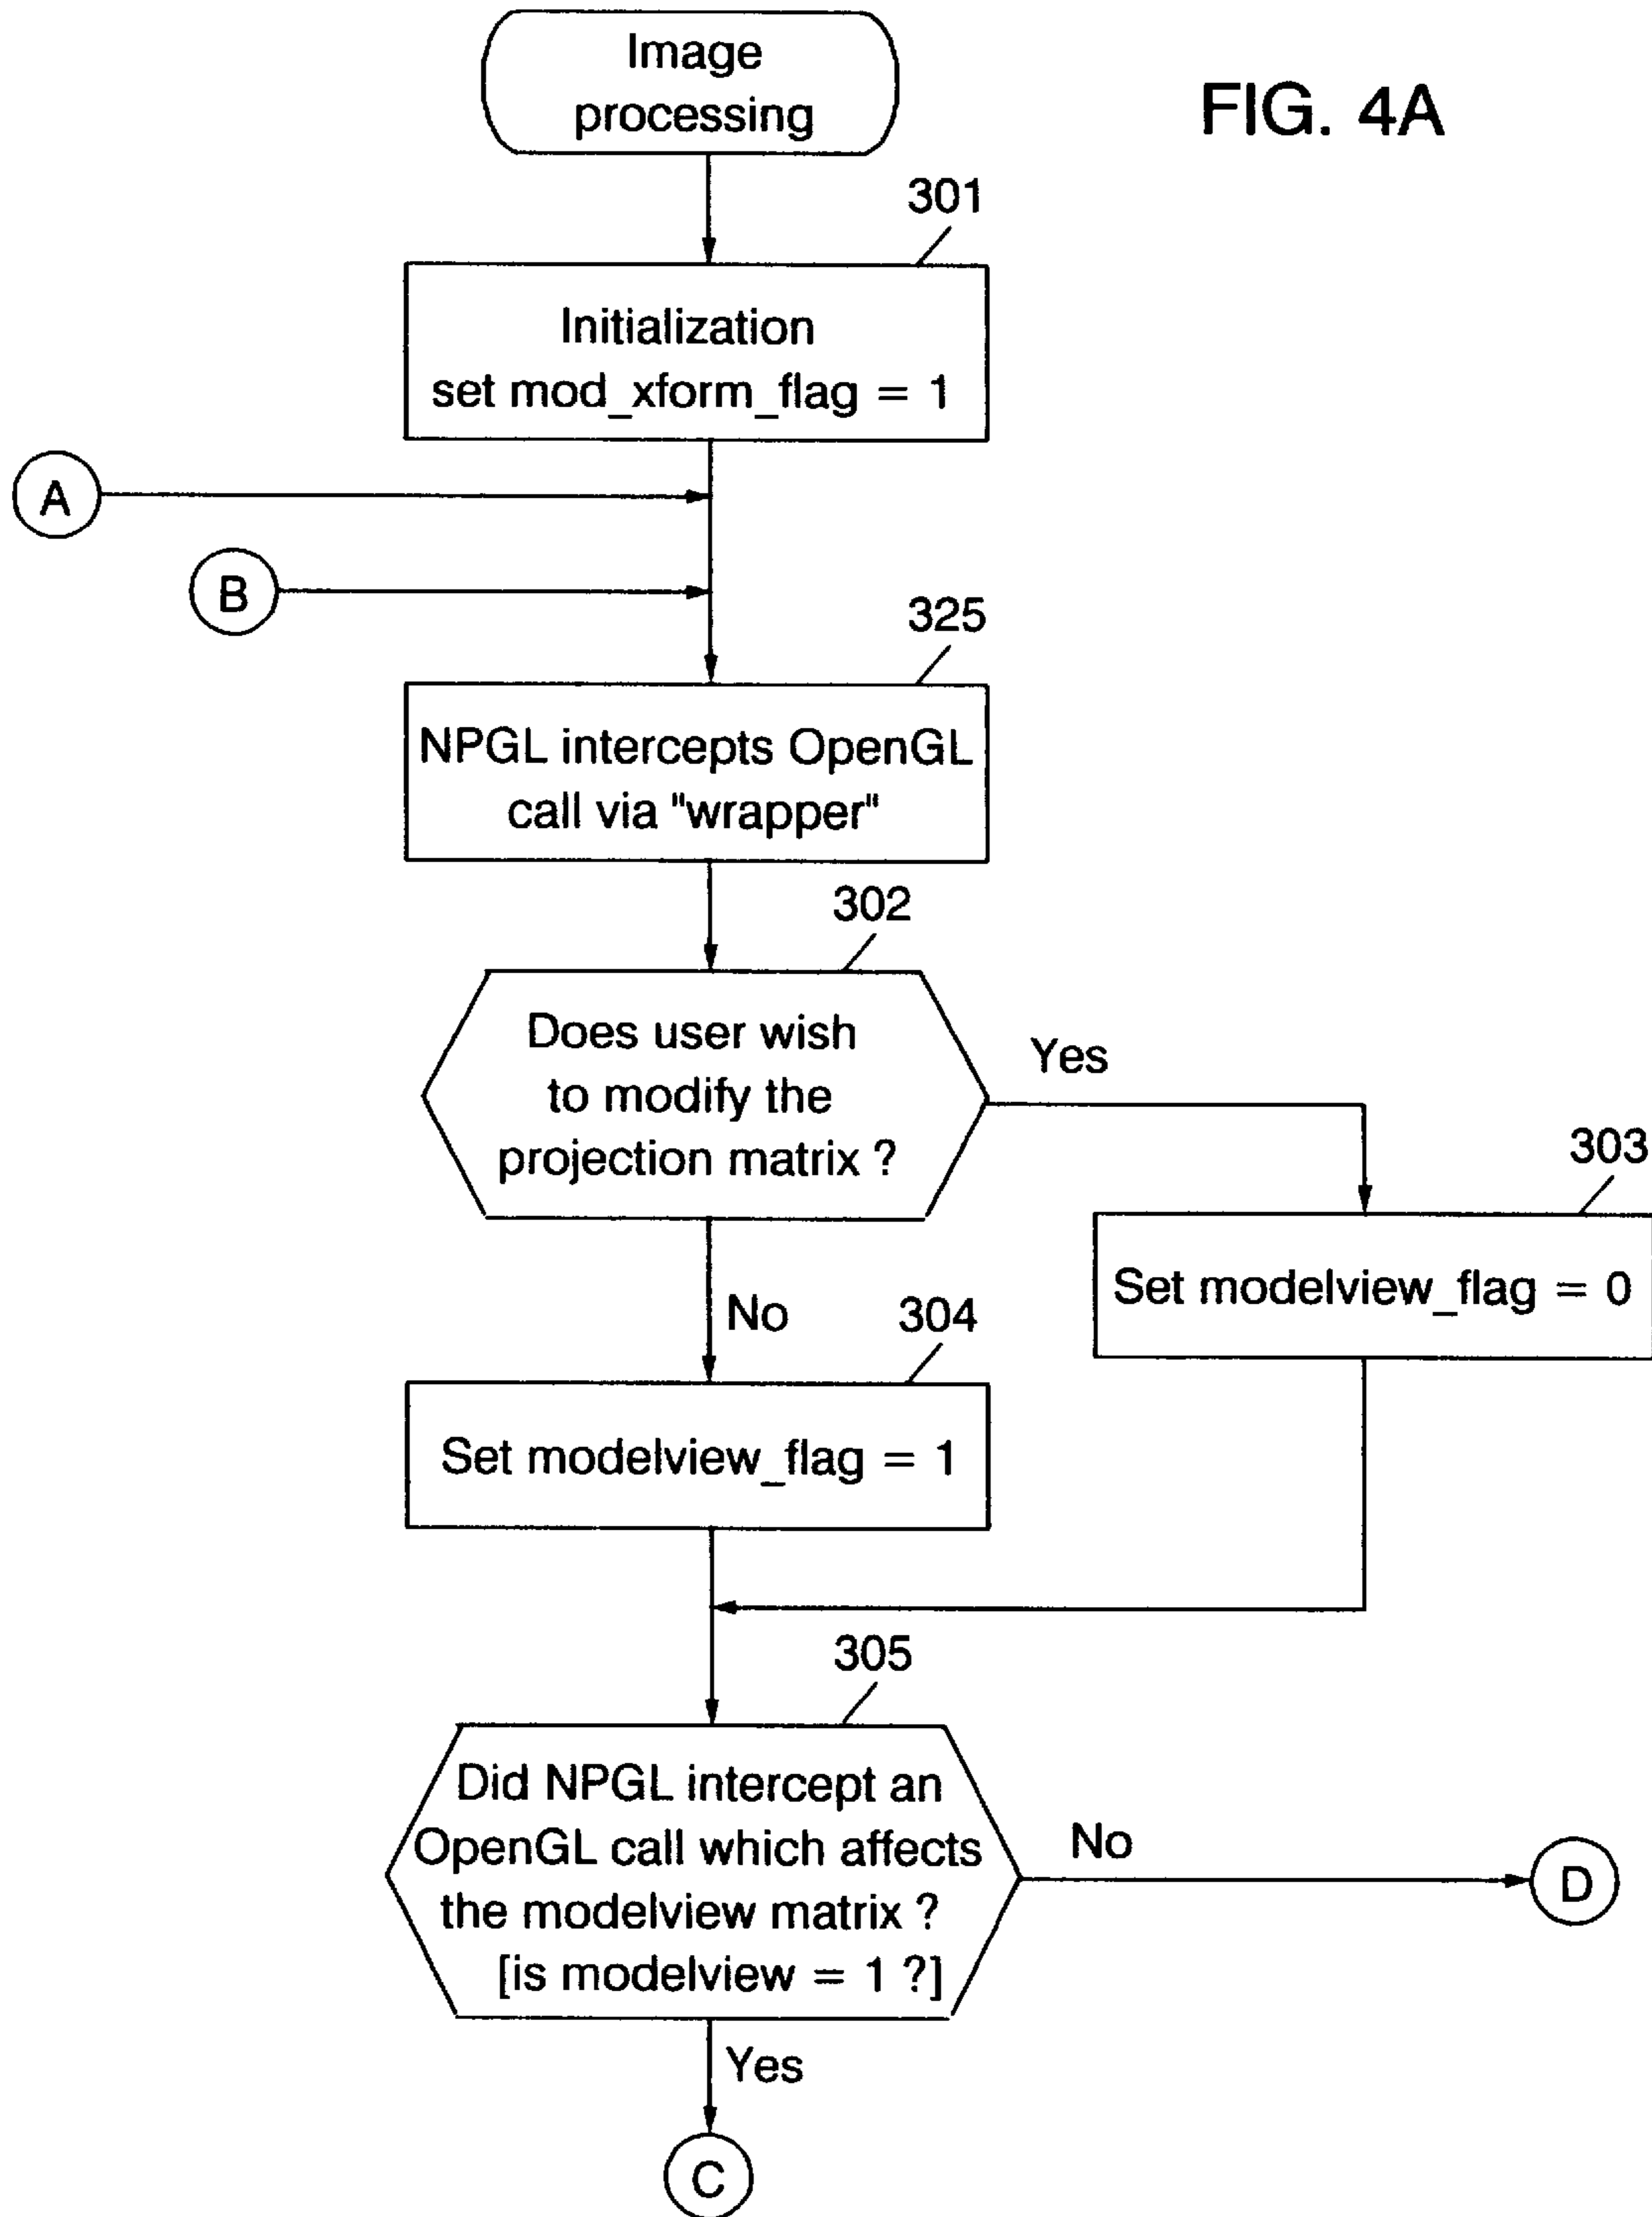 Image
processing
FIG. 4A
301
Initialization
set mod_xform_flag = 1
A
B
325
NPGL intercepts OpenGL
call via "wrapper"
302
Does user wish
to modify the
projection matrix ?
Yes
303
Set modelview_flag = 0
No
304
Set modelview_flag = 1
305
Did NPGL intercept an
OpenGL call which affects
the modelview matrix ?
[is modelview = 1 ?]
No
D
Yes
C